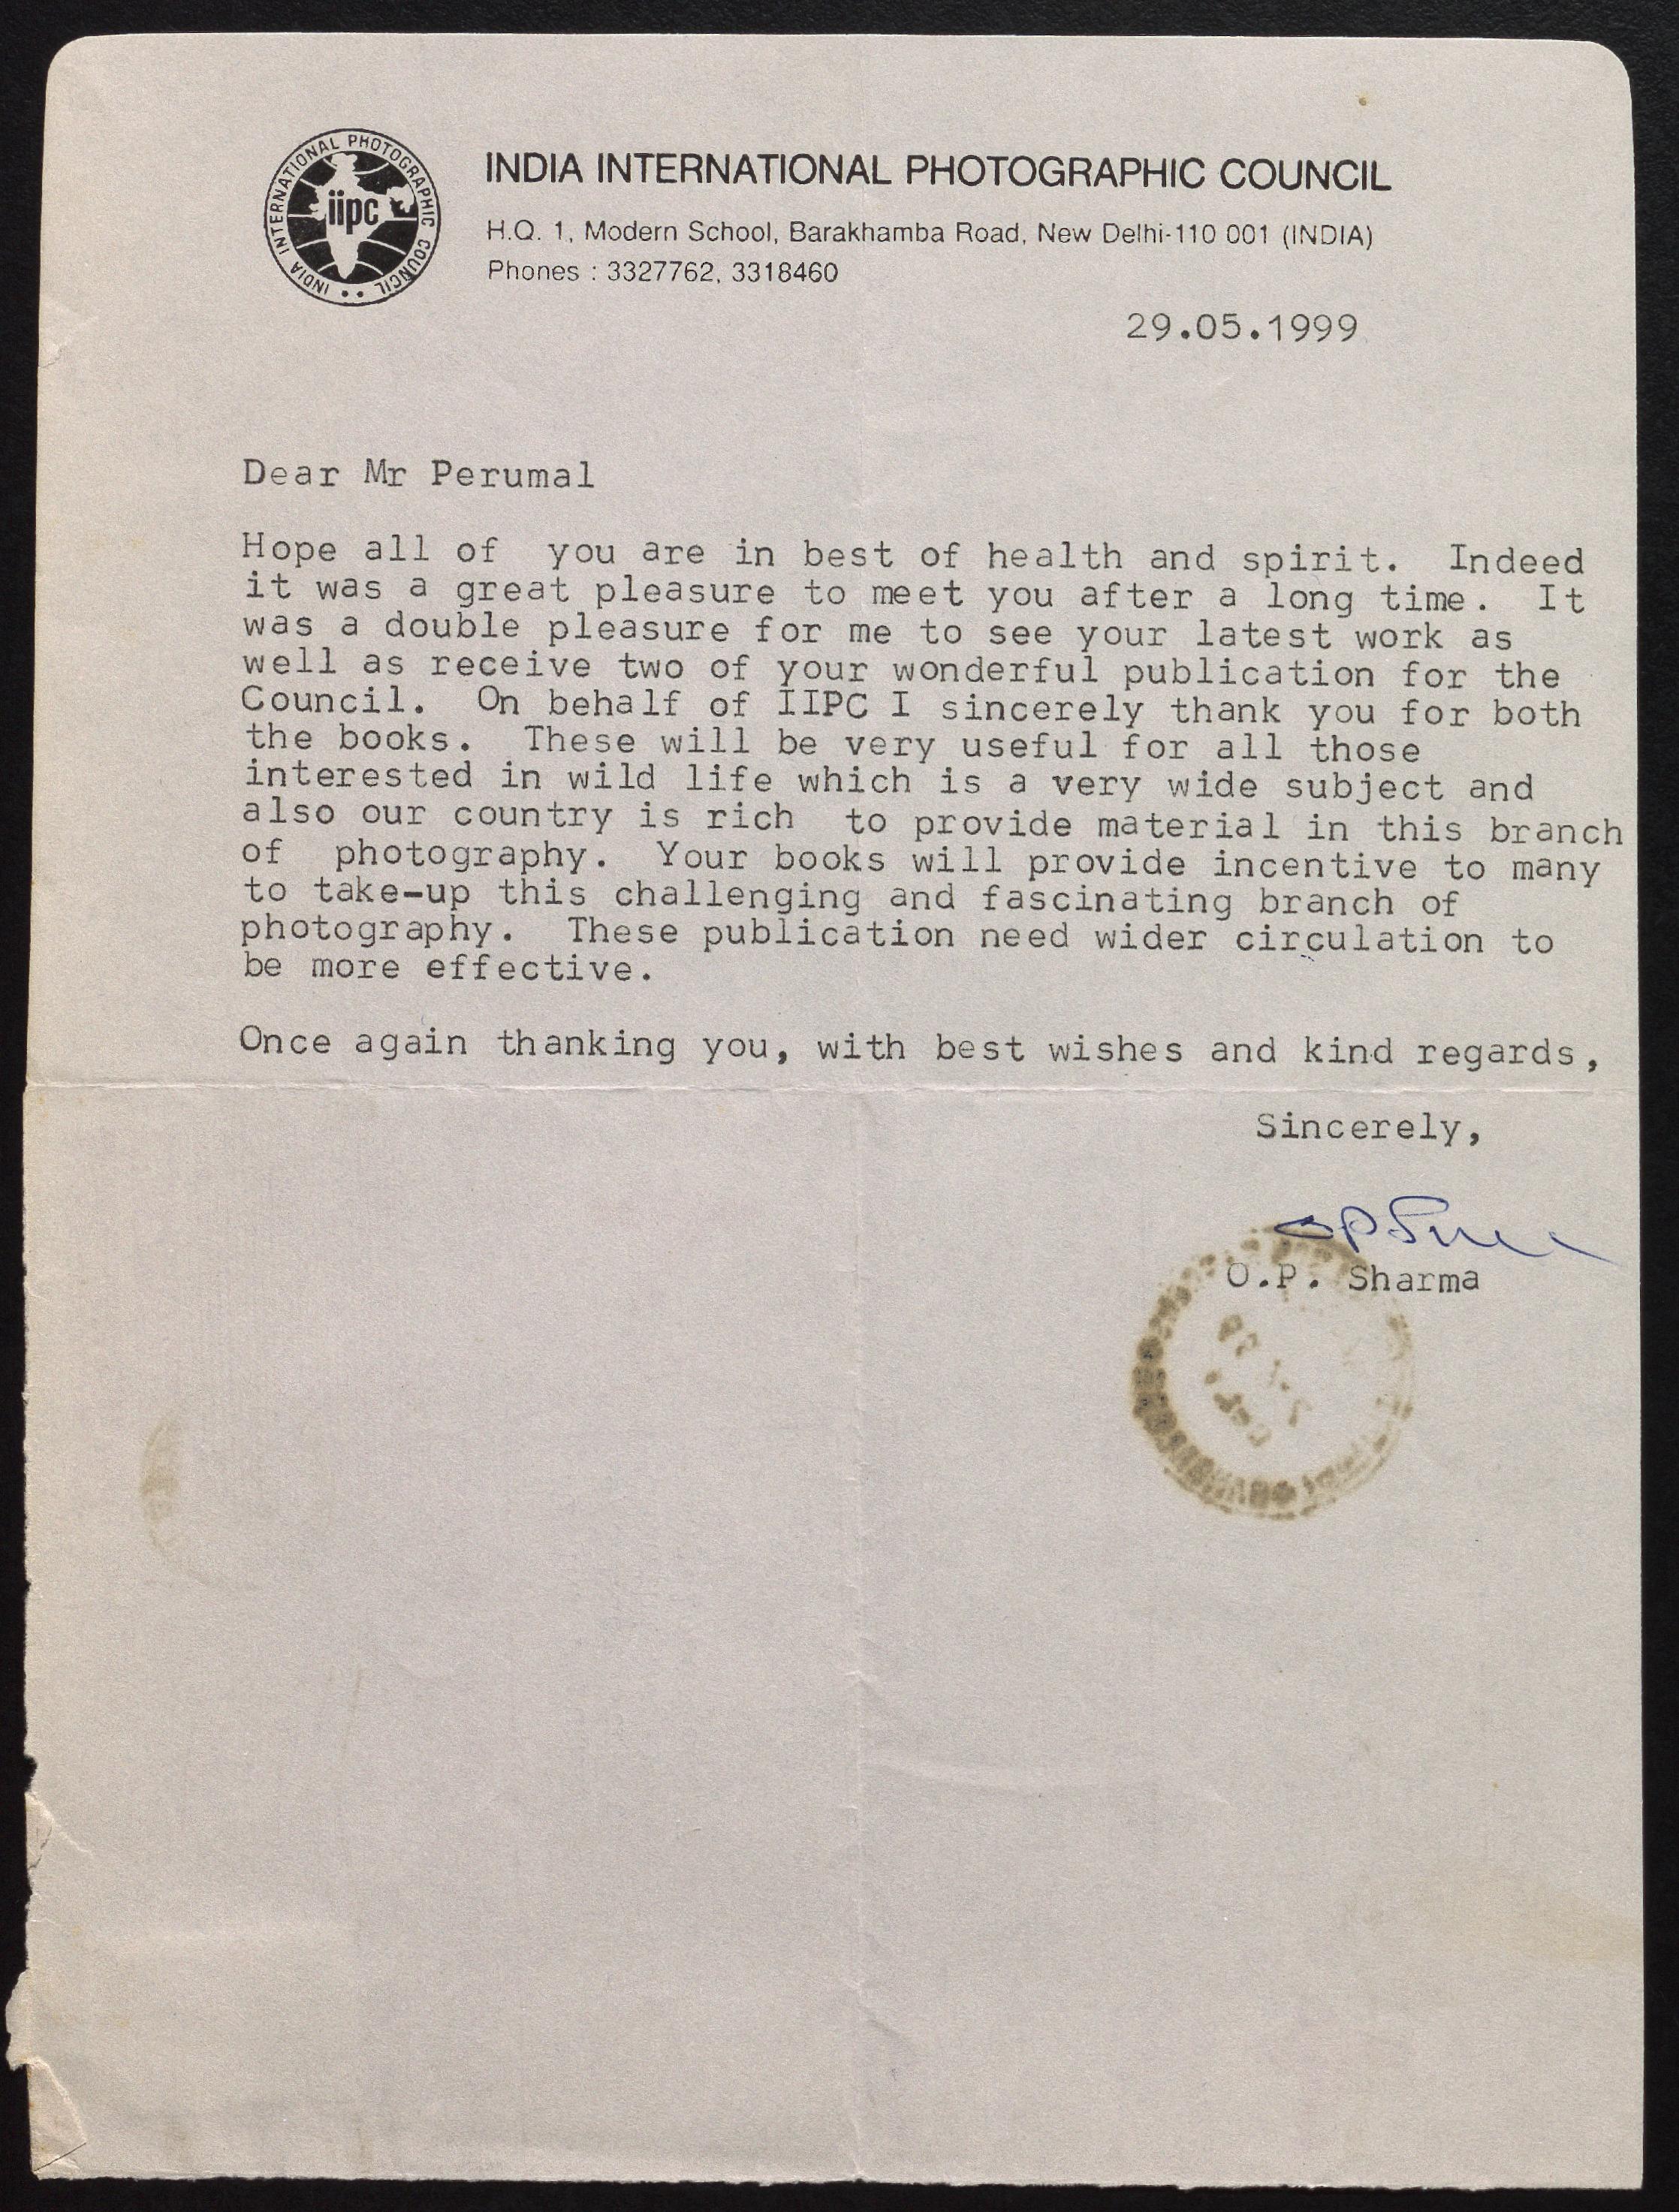 INDIA INTERNATIONAL PHOTOGRAPHIC COUNCIL
iipc
INDIA INTERNATIONAL PHOTOGRAPHIC COUNCIL
H.Q. 1, Modern School, Barakhamba Road, New Delhi-110 001 (INDIA)
Phones : 3327762, 3318460
29.05.1999
Dear Mr Perumal
Hope all of you are in best of health and spirit. Indeed
it was a great pleasure to meet you after a long time. It
was a double pleasure for me to see your latest work as
well as receive two of your wonderful publication for the
Council. On behalf of IIPC I sincerely thank you for both
the books. These will be very useful for all those
interested in wild life which is a very wide subject and
also our country is rich to provide material in this branch
of photography. Your books will provide incentive to many
to take-up this challenging and fascinating branch of
photography. These publication need wider circulation to
be more effective.
Once again thanking you, with best wishes and kind regards,
Sincerely,
O.P. Sharma